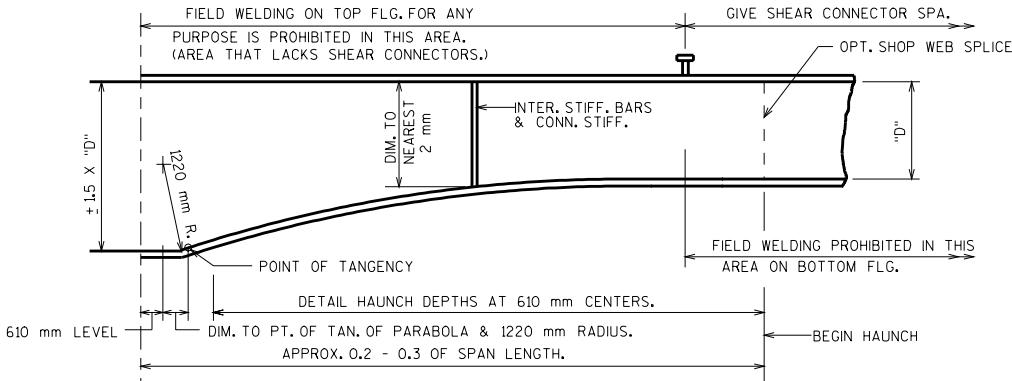 FIELD WELDING ON TOP FLG. FOR ANY
PURPOSE IS PROHIBITED IN THIS AREA.
(AREA THAT LACKS SHEAR CONNECTORS.)
GIVE SHEAR CONNECTOR SPA.
OPT. SHOP WEB SPLICE
± 1.5 X "D"
1220 mm R.
DIM. TO
NEAREST
2 mm
INTER. STIFF. BARS
& CONN. STIFF.
"D"
POINT OF TANGENCY
FIELD WELDING PROHIBITED IN THIS
AREA ON BOTTOM FLG.
DETAIL HAUNCH DEPTHS AT 610 mm CENTERS.
610 mm LEVEL
DIM. TO PT. OF TAN. OF PARABOLA & 1220 mm RADIUS.
BEGIN HAUNCH
APPROX. 0.2 - 0.3 OF SPAN LENGTH.